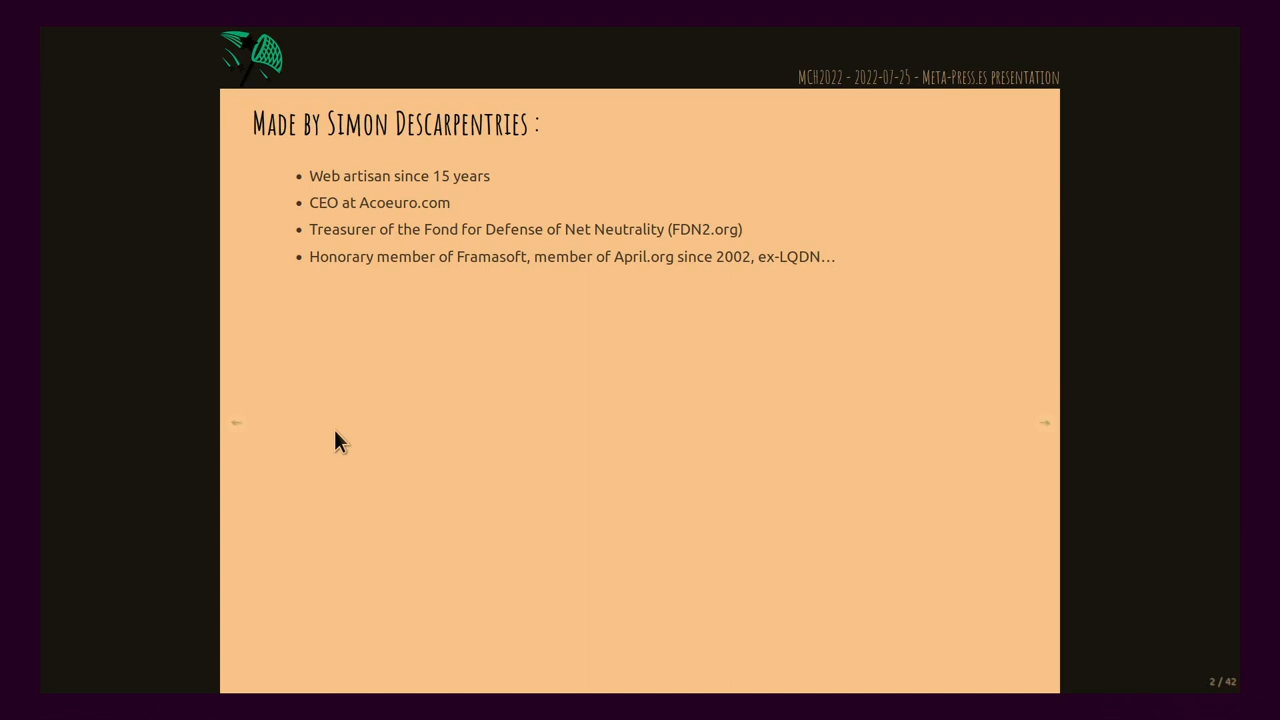 MCH2022 - 2022-07-25 - Meta-Press.es presentation
Made by Simon Descarpentries :
• Web artisan since 15 years
• CEO at Acoeuro.com
• Treasurer of the Fond for Defense of Net Neutrality (FDN2.org)
• Honorary member of Framasoft, member of April.org since 2002, ex-LQDN…
2 / 42